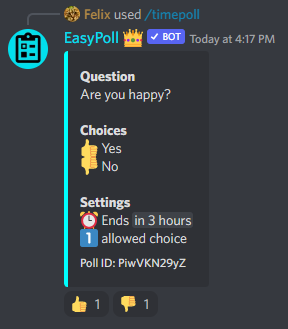 Felix used /timepoll
EasyPoll 👑 ✓ BOT Today at 4:17 PM
Question
Are you happy?
Choices
👍 Yes
👎 No
Settings
⏰ Ends in 3 hours
1️⃣ allowed choice
Poll ID: PiwVKN29yZ
👍 1 👎 1